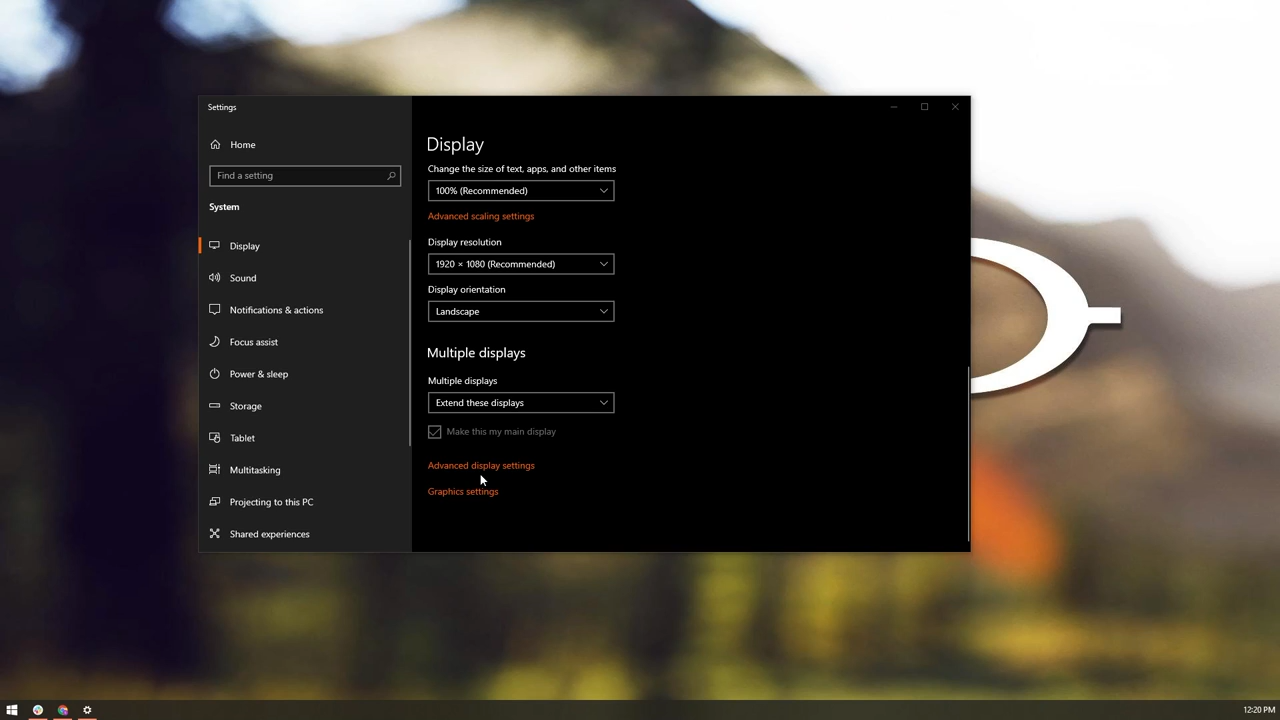 Settings
Home
Find a setting
System
Display
Sound
Notifications & actions
Focus assist
Power & sleep
Storage
Tablet
Multitasking
Projecting to this PC
Shared experiences
Display
Change the size of text, apps, and other items
100% (Recommended)
Advanced scaling settings
Display resolution
1920 × 1080 (Recommended)
Display orientation
Landscape
Multiple displays
Multiple displays
Extend these displays
Make this my main display
Advanced display settings
Graphics settings
12:20 PM